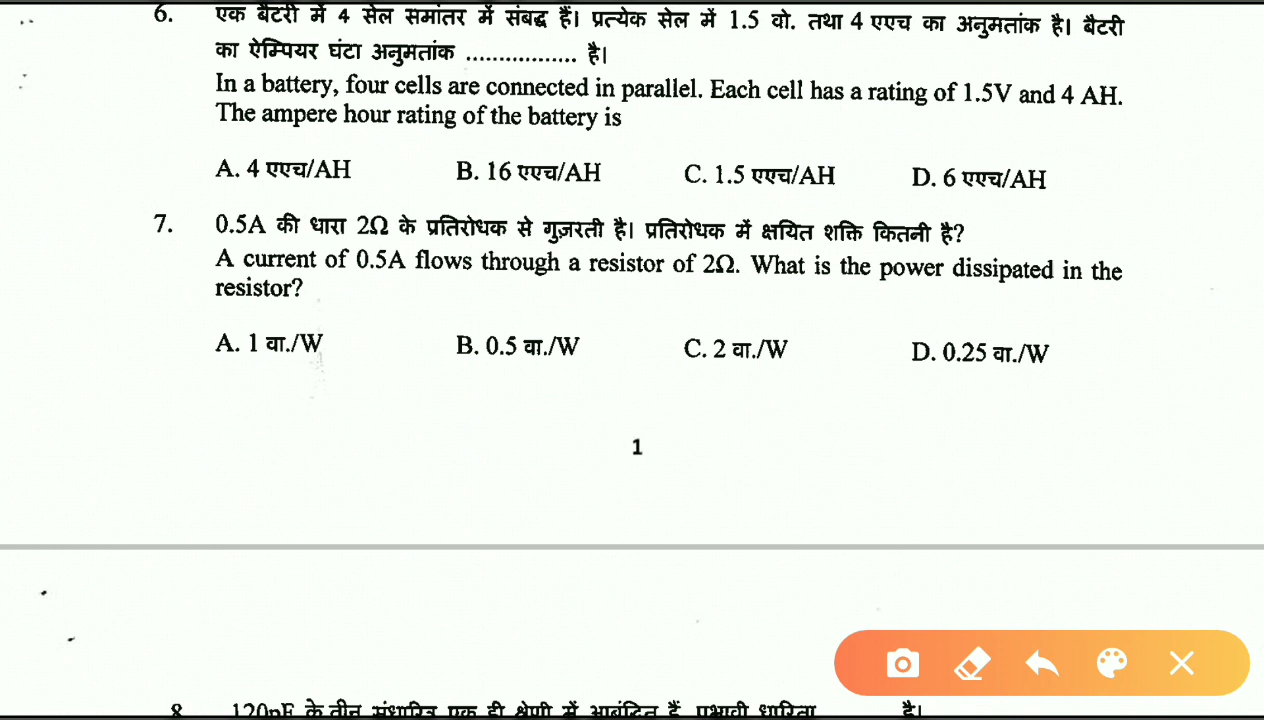 6. एक बैटरी में 4 सेल समांतर में संबद्ध हैं। प्रत्येक सेल में 1.5 वो. तथा 4 एएच का अनुमतांक है। बैटरी
का ऐम्पियर घंटा अनुमतांक ................. है।
In a battery, four cells are connected in parallel. Each cell has a rating of 1.5V and 4 AH.
The ampere hour rating of the battery is
A. 4 एएच/AH B. 16 एएच/AH C. 1.5 एएच/AH D. 6 एएच/AH
7. 0.5A की धारा 2Ω के प्रतिरोधक से गुज़रती है। प्रतिरोधक में क्षयित शक्ति कितनी है?
A current of 0.5A flows through a resistor of 2Ω. What is the power dissipated in the
resistor?
A. 1 वा./W B. 0.5 वा./W C. 2 वा./W D. 0.25 वा./W
1
8 120pF के तीन संधारित्र एक ही श्रेणी में आबंटित हैं प्रभावी धारिता है।